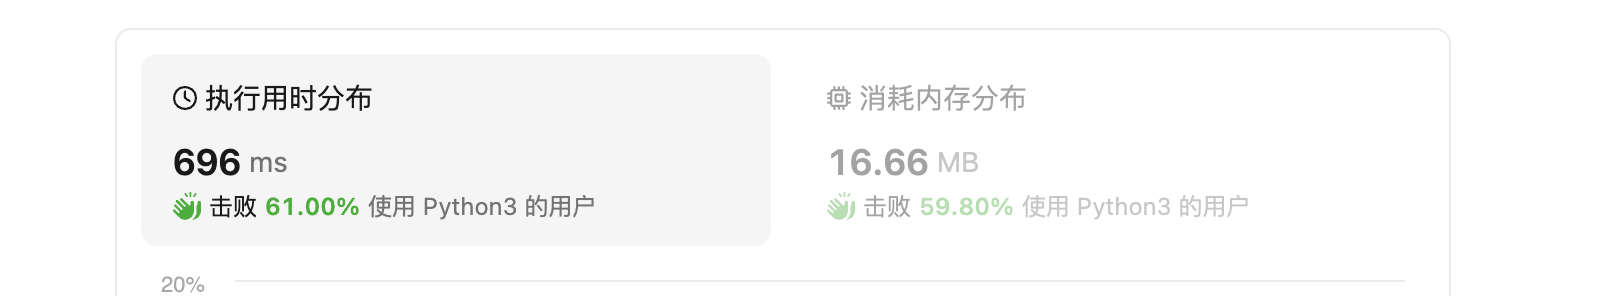 执行用时分布
696 ms
击败 61.00% 使用 Python3 的用户
消耗内存分布
16.66 MB
击败 59.80% 使用 Python3 的用户
20%